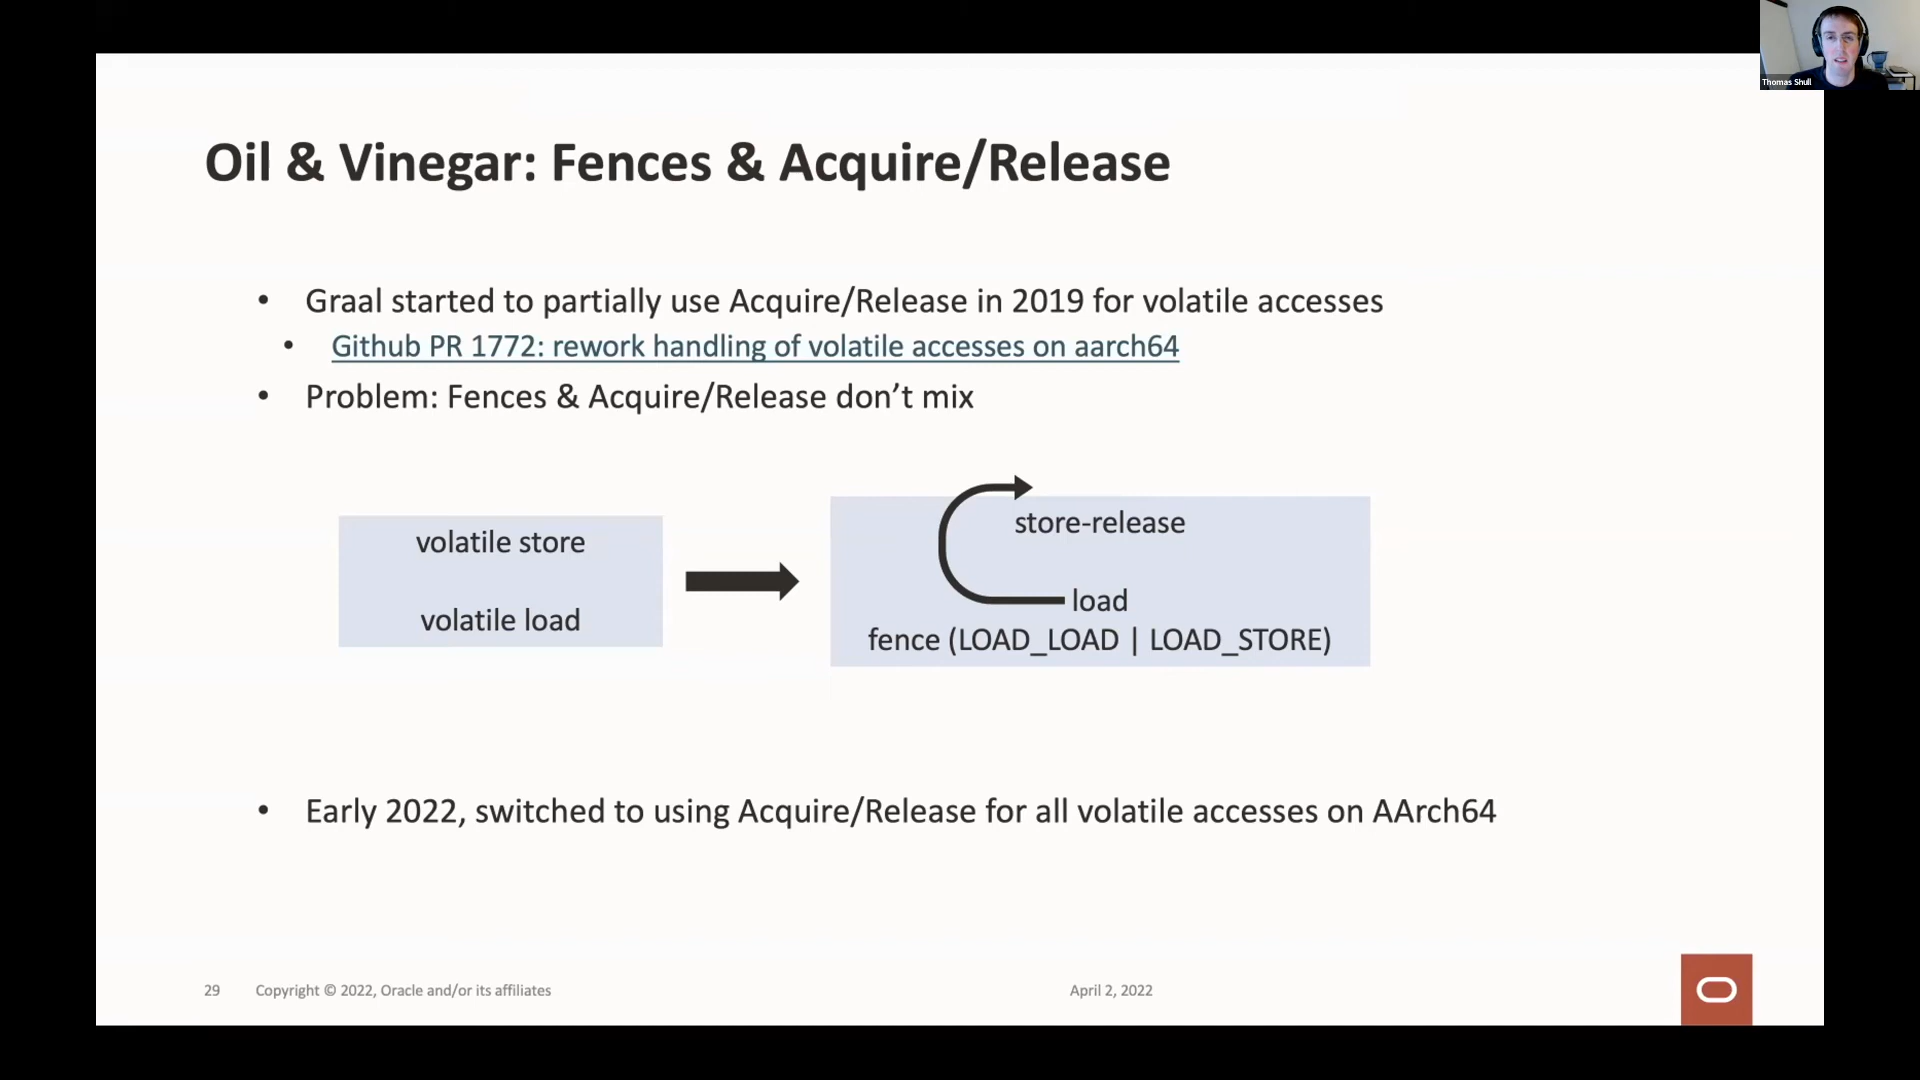 Thomas Shull
Oil & Vinegar: Fences & Acquire/Release
• Graal started to partially use Acquire/Release in 2019 for volatile accesses
• Github PR 1772: rework handling of volatile accesses on aarch64
• Problem: Fences & Acquire/Release don’t mix
volatile store
volatile load
store-release
load
fence (LOAD_LOAD | LOAD_STORE)
• Early 2022, switched to using Acquire/Release for all volatile accesses on AArch64
29 Copyright © 2022, Oracle and/or its affiliates April 2, 2022